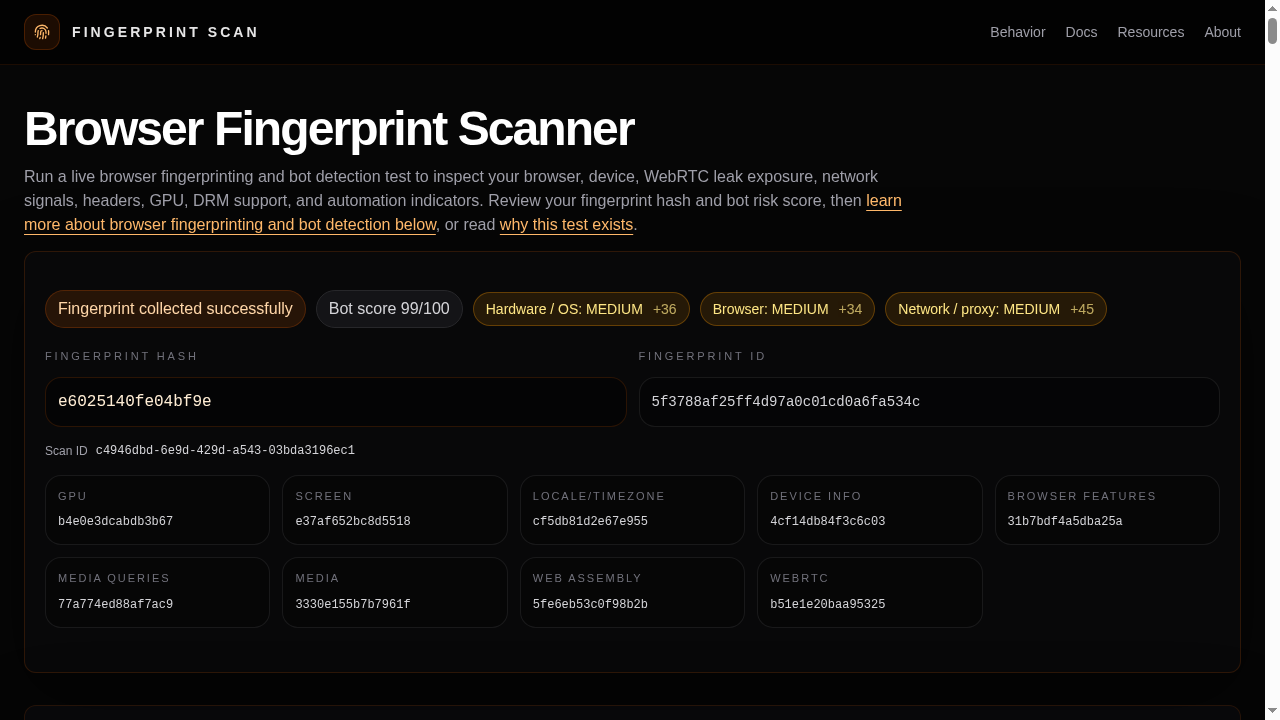 FINGERPRINT SCAN
Behavior Docs Resources About
Browser Fingerprint Scanner
Run a live browser fingerprinting and bot detection test to inspect your browser, device, WebRTC leak exposure, network
signals, headers, GPU, DRM support, and automation indicators. Review your fingerprint hash and bot risk score, then learn
more about browser fingerprinting and bot detection below, or read why this test exists.
Fingerprint collected successfully Bot score 99/100 Hardware / OS: MEDIUM +36 Browser: MEDIUM +34 Network / proxy: MEDIUM +45
FINGERPRINT HASH FINGERPRINT ID
e6025140fe04bf9e 5f3788af25ff4d97a0c01cd0a6fa534c
Scan ID c4946dbd-6e9d-429d-a543-03bda3196ec1
GPU SCREEN LOCALE/TIMEZONE DEVICE INFO BROWSER FEATURES
b4e0e3dcabdb3b67 e37af652bc8d5518 cf5db81d2e67e955 4cf14db84f3c6c03 31b7bdf4a5dba25a
MEDIA QUERIES MEDIA WEB ASSEMBLY WEBRTC
77a774ed88af7ac9 3330e155b7b7961f 5fe6eb53c0f98b2b b51e1e20baa95325